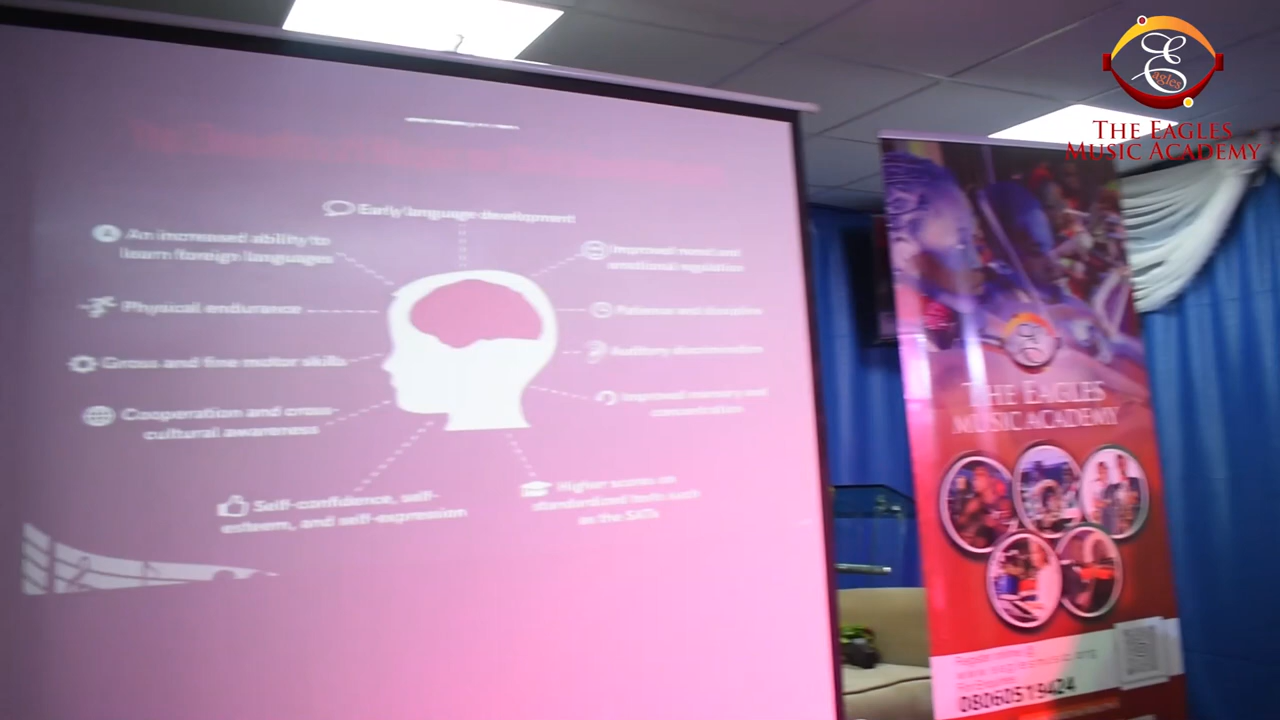 Early language development
An increased ability to
learn foreign languages
Physical endurance
Gross and fine motor skills
Cooperation and cross-
cultural awareness
Self-confidence, self-
esteem, and self-expression
Improved mood and
emotional regulation
Patience and discipline
Auditory discrimination
Improved memory and
concentration
Higher scores on
standardized tests such
as the SATs
E
agles
THE EAGLES
MUSIC ACADEMY
THE EAGLES
MUSIC ACADEMY
08060519424